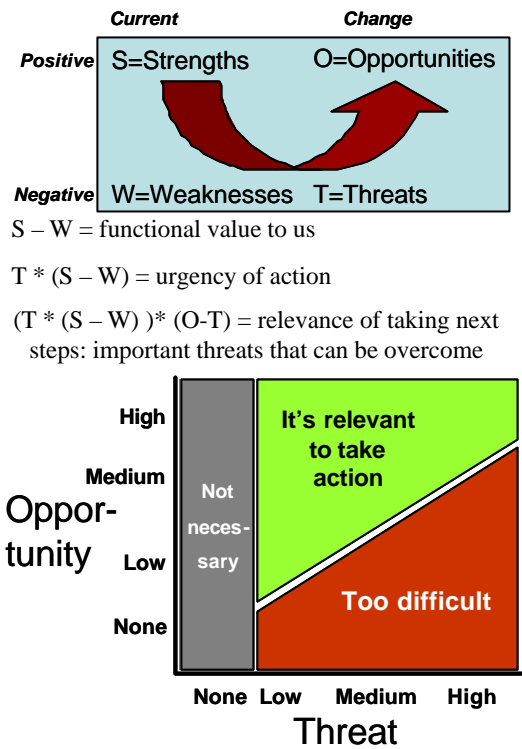 Current Change
Positive S=Strengths O=Opportunities
Negative W=Weaknesses T=Threats
S – W = functional value to us
T * (S – W) = urgency of action
(T * (S – W) )* (O-T) = relevance of taking next
steps: important threats that can be overcome
High
Medium
Low
None
Oppor-
tunity
Not
neces-
sary
It's relevant
to take
action
Too difficult
None Low Medium High
Threat